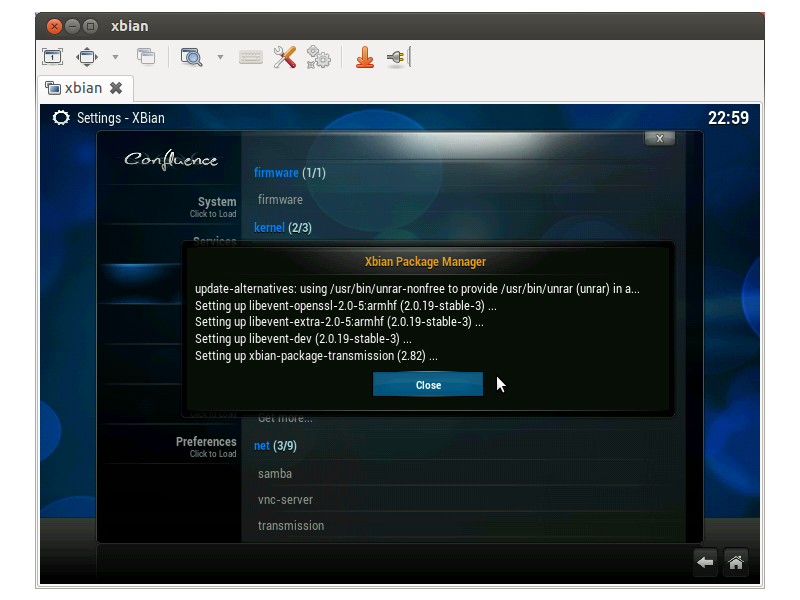 xbian
xbian
Settings - XBian
22:59
x
Confluence
System
Click to Load
Services
firmware (1/1)
firmware
kernel (2/3)
Xbian Package Manager
update-alternatives: using /usr/bin/unrar-nonfree to provide /usr/bin/unrar (unrar) in a...
Setting up libevent-openssl-2.0-5:armhf (2.0.19-stable-3) ...
Setting up libevent-extra-2.0-5:armhf (2.0.19-stable-3) ...
Setting up libevent-dev (2.0.19-stable-3) ...
Setting up xbian-package-transmission (2.82) ...
Close
Click to Load
Get more...
Preferences
Click to Load
net (3/9)
samba
vnc-server
transmission